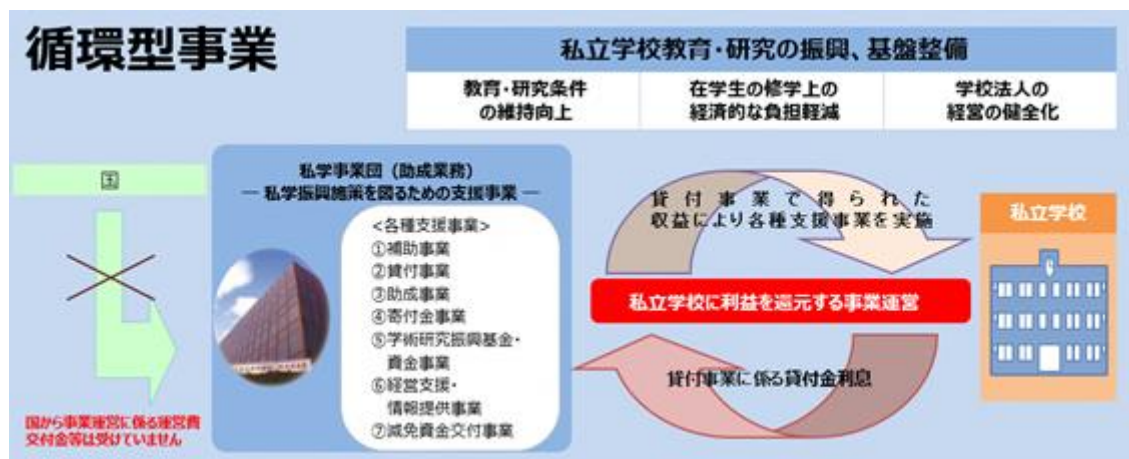 循環型事業
私立学校教育・研究の振興、基盤整備
教育・研究条件
の維持向上
在学生の修学上の
経済的な負担軽減
学校法人の
経営の健全化
国
私学事業団（助成業務）
― 私学振興施策を図るための支援事業 ―
<各種支援事業>
①補助事業
②貸付事業
③助成事業
④寄付金事業
⑤学術研究振興基金・
資金事業
⑥経営支援・
情報提供事業
⑦減免資金交付事業
国から事業運営に係る運営費
交付金等は受けていません
貸付事業で得られた
収益により各種支援事業を実施
私立学校に利益を還元する事業運営
貸付事業に係る貸付金利息
私立学校